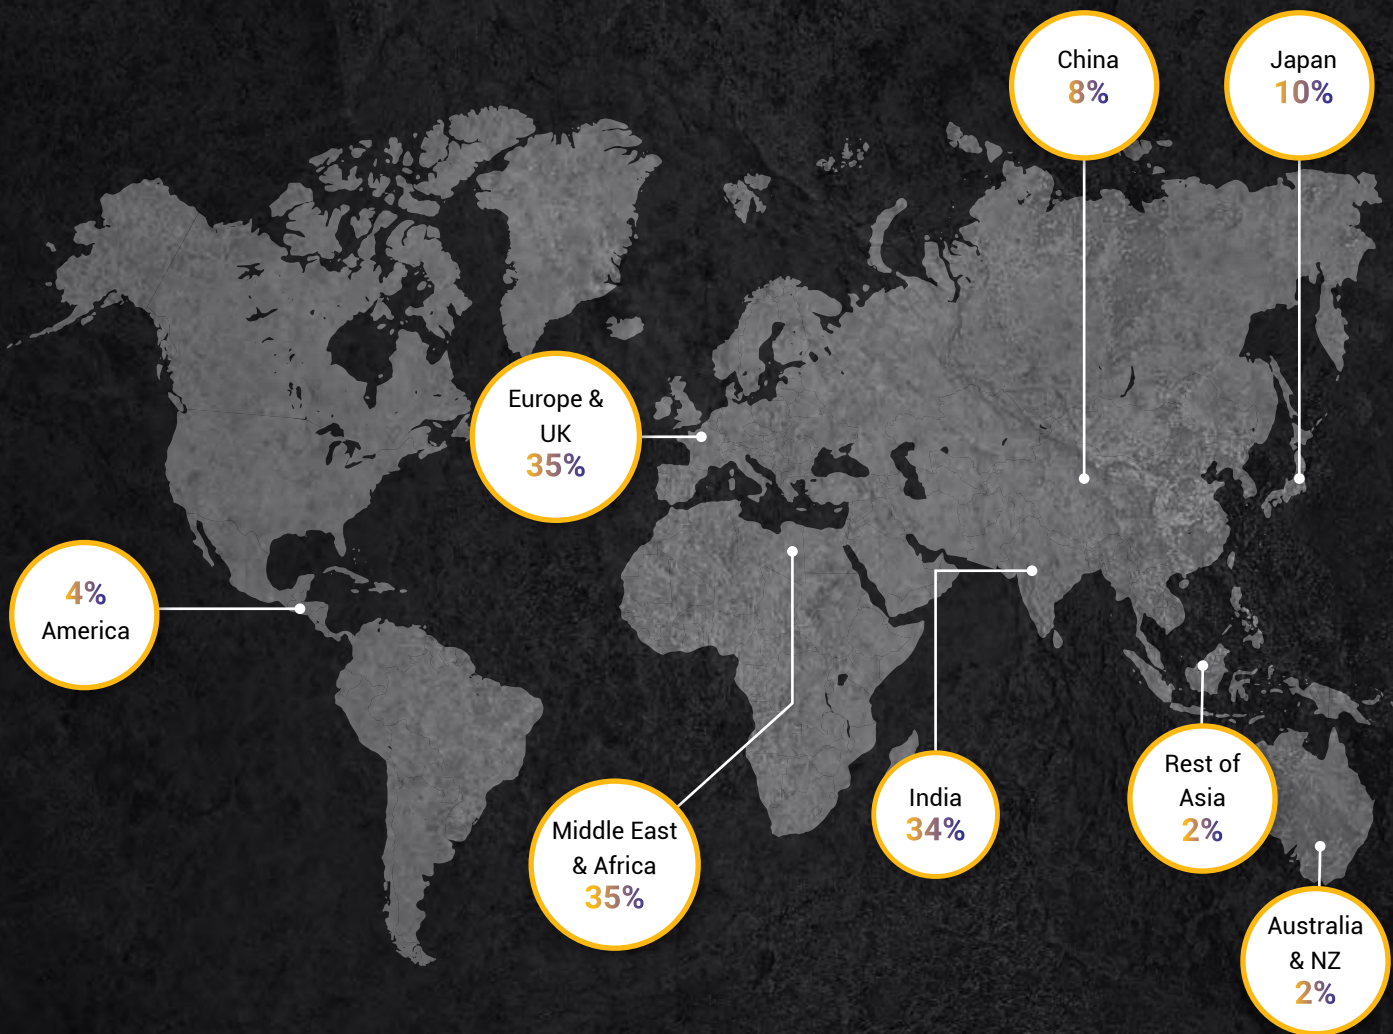 China
8%
Japan
10%
Europe &
UK
35%
4%
America
Middle East
& Africa
35%
India
34%
Rest of
Asia
2%
Australia
& NZ
2%